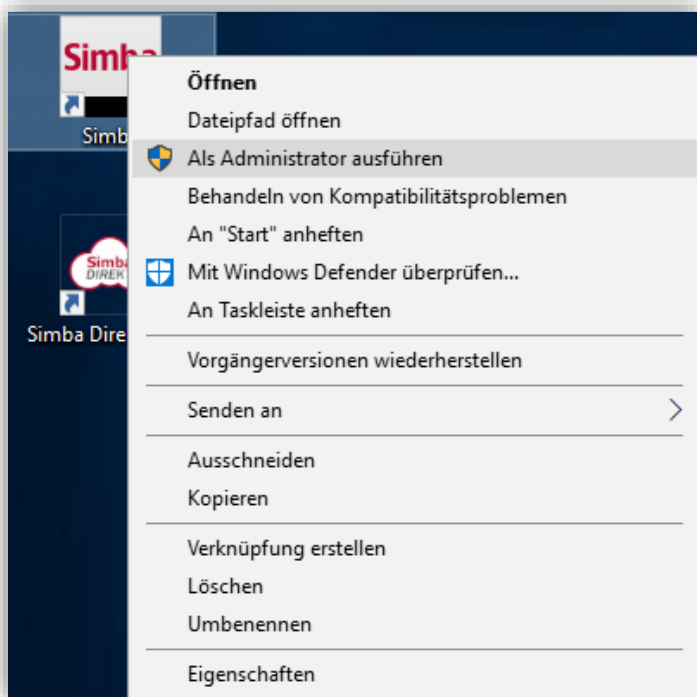 Simba
Simb
Simba
DIREK
Simba Dire
Öffnen
Dateipfad öffnen
Als Administrator ausführen
Behandeln von Kompatibilitätsproblemen
An "Start" anheften
Mit Windows Defender überprüfen...
An Taskleiste anheften
Vorgängerversionen wiederherstellen
Senden an
Ausschneiden
Kopieren
Verknüpfung erstellen
Löschen
Umbenennen
Eigenschaften